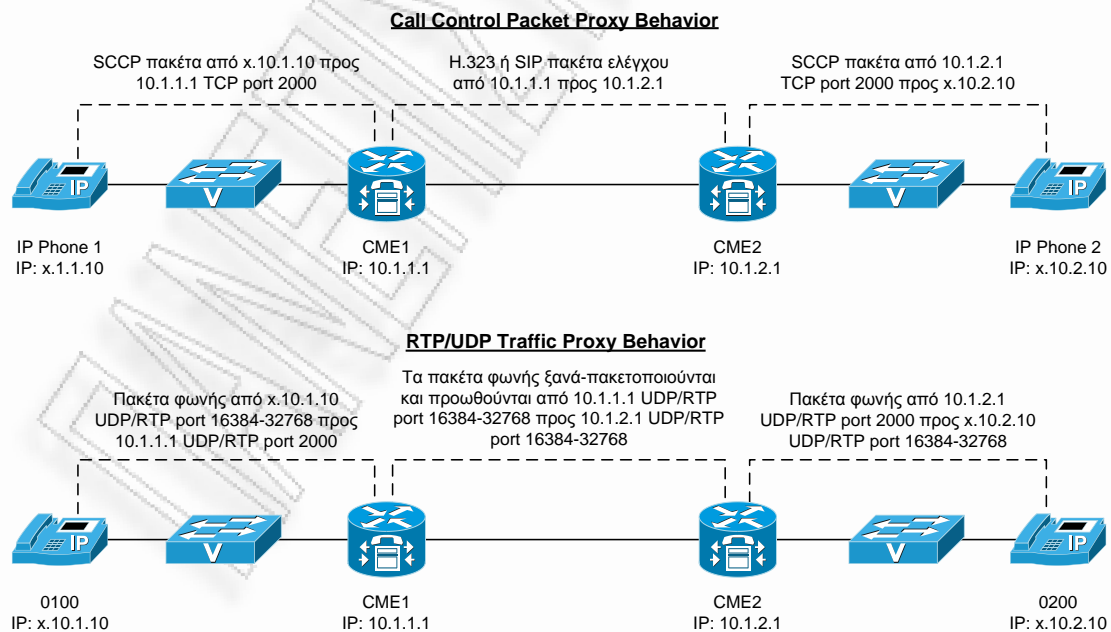 Call Control Packet Proxy Behavior
SCCP πακέτα από x.10.1.10 προς
10.1.1.1 TCP port 2000
H.323 ή SIP πακέτα ελέγχου
από 10.1.1.1 προς 10.1.2.1
SCCP πακέτα από 10.1.2.1
TCP port 2000 προς x.10.2.10
IP
V
V
IP
IP Phone 1
IP: x.1.1.10
CME1
IP: 10.1.1.1
CME2
IP: 10.1.2.1
IP Phone 2
IP: x.10.2.10
RTP/UDP Traffic Proxy Behavior
Πακέτα φωνής από x.10.1.10
UDP/RTP port 16384-32768 προς
10.1.1.1 UDP/RTP port 2000
Τα πακέτα φωνής ξανά-πακετοποιούνται
και προωθούνται από 10.1.1.1 UDP/RTP
port 16384-32768 προς 10.1.2.1 UDP/RTP
port 16384-32768
Πακέτα φωνής από 10.1.2.1
UDP/RTP port 2000 προς x.10.2.10
UDP/RTP port 16384-32768
IP
V
V
IP
0100
IP: x.10.1.10
CME1
IP: 10.1.1.1
CME2
IP: 10.1.2.1
0200
IP: x.10.2.10